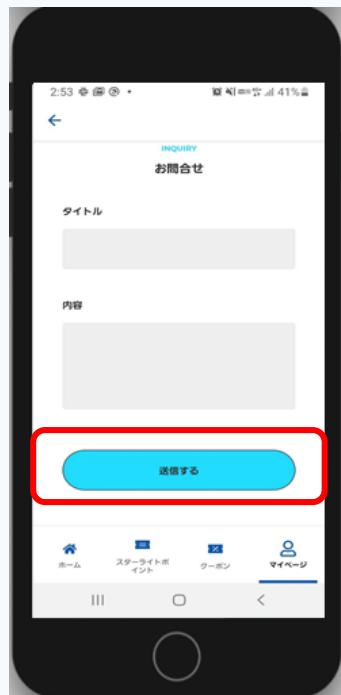 2:53
41%
INQUIRY
お問合せ
タイトル
内容
送信する
ホーム
スターライトポ
イント
クーポン
マイページ